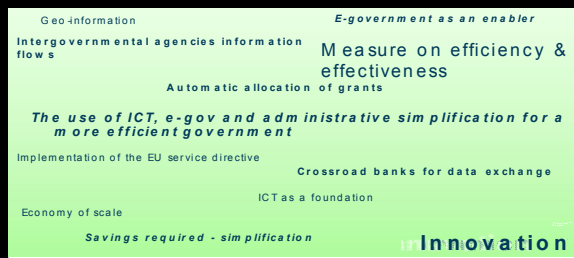 Geo-information
E-government as an enabler
Intergovernmental agencies information
flows
Measure on efficiency &
effectiveness
Automatic allocation of grants
The use of ICT, e-gov and administrative simplification for a
more efficient government
Implementation of the EU service directive
Crossroad banks for data exchange
ICT as a foundation
Economy of scale
Savings required - simplification
Innovation